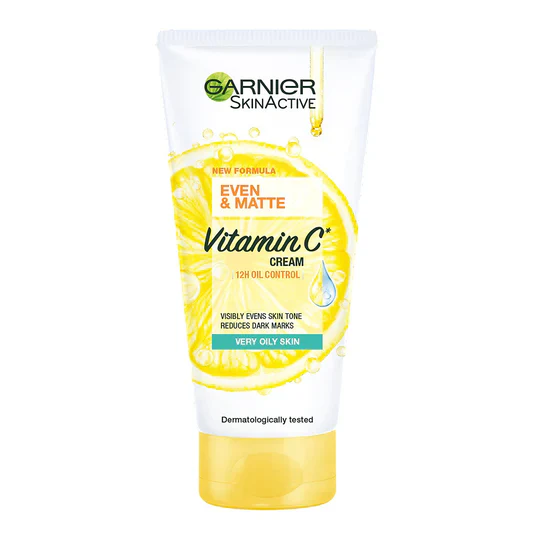 GARNIER
SKINACTIVE
NEW FORMULA
EVEN
& MATTE
Vitamin C*
CREAM
12H OIL CONTROL
VISIBLY EVENS SKIN TONE
REDUCES DARK MARKS
VERY OILY SKIN
Dermatologically tested